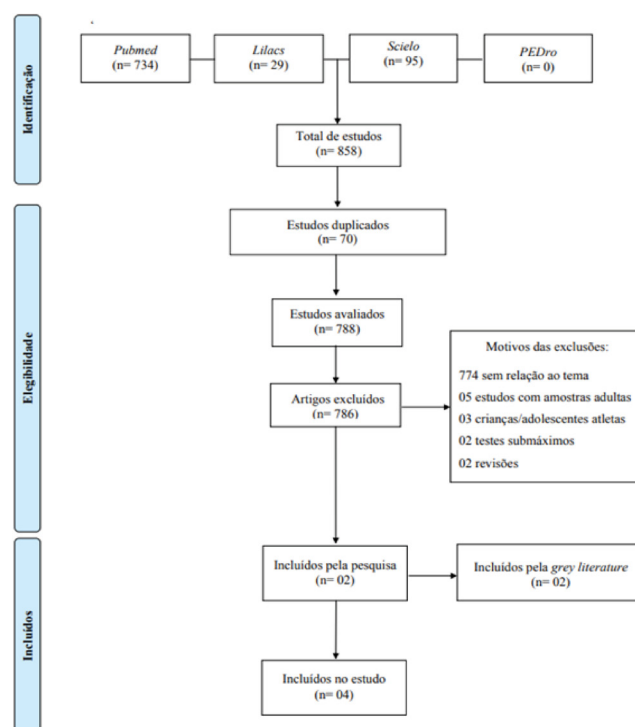 Identificação
Pubmed
(n= 734)
Lilacs
(n= 29)
Scielo
(n= 95)
PEDro
(n= 0)
Total de estudos
(n= 858)
Elegibilidade
Estudos duplicados
(n= 70)
Estudos avaliados
(n= 788)
Artigos excluídos
(n= 786)
Motivos das exclusões:
774 sem relação ao tema
05 estudos com amostras adultas
03 crianças/adolescentes atletas
02 testes submáximos
02 revisões
Incluídos
Incluídos pela pesquisa
(n= 02)
Incluídos pela grey literature
(n= 02)
Incluídos no estudo
(n= 04)